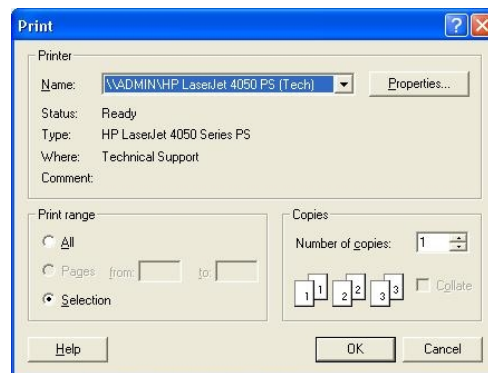 Print
Printer
Name: \\ADMIN\HP LaserJet 4050 PS (Tech) Properties...
Status: Ready
Type: HP LaserJet 4050 Series PS
Where: Technical Support
Comment:
Print range
All
Pages from: to:
Selection
Copies
Number of copies: 1
1 1 2 2 3 3 Collate
Help OK Cancel